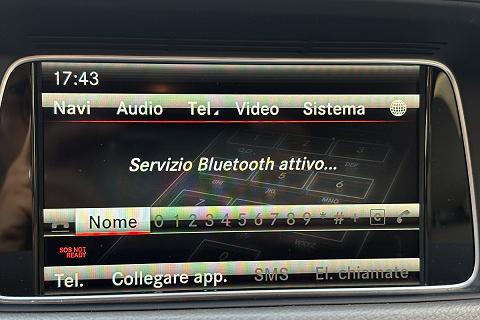 17:43
Navi Audio Tel. Video Sistema
Servizio Bluetooth attivo...
Nome 0 1 2 3 4 5 6 7 8 9 * # + C
SOS NOT
READY
Tel. Collegare app. SMS El. chiamate